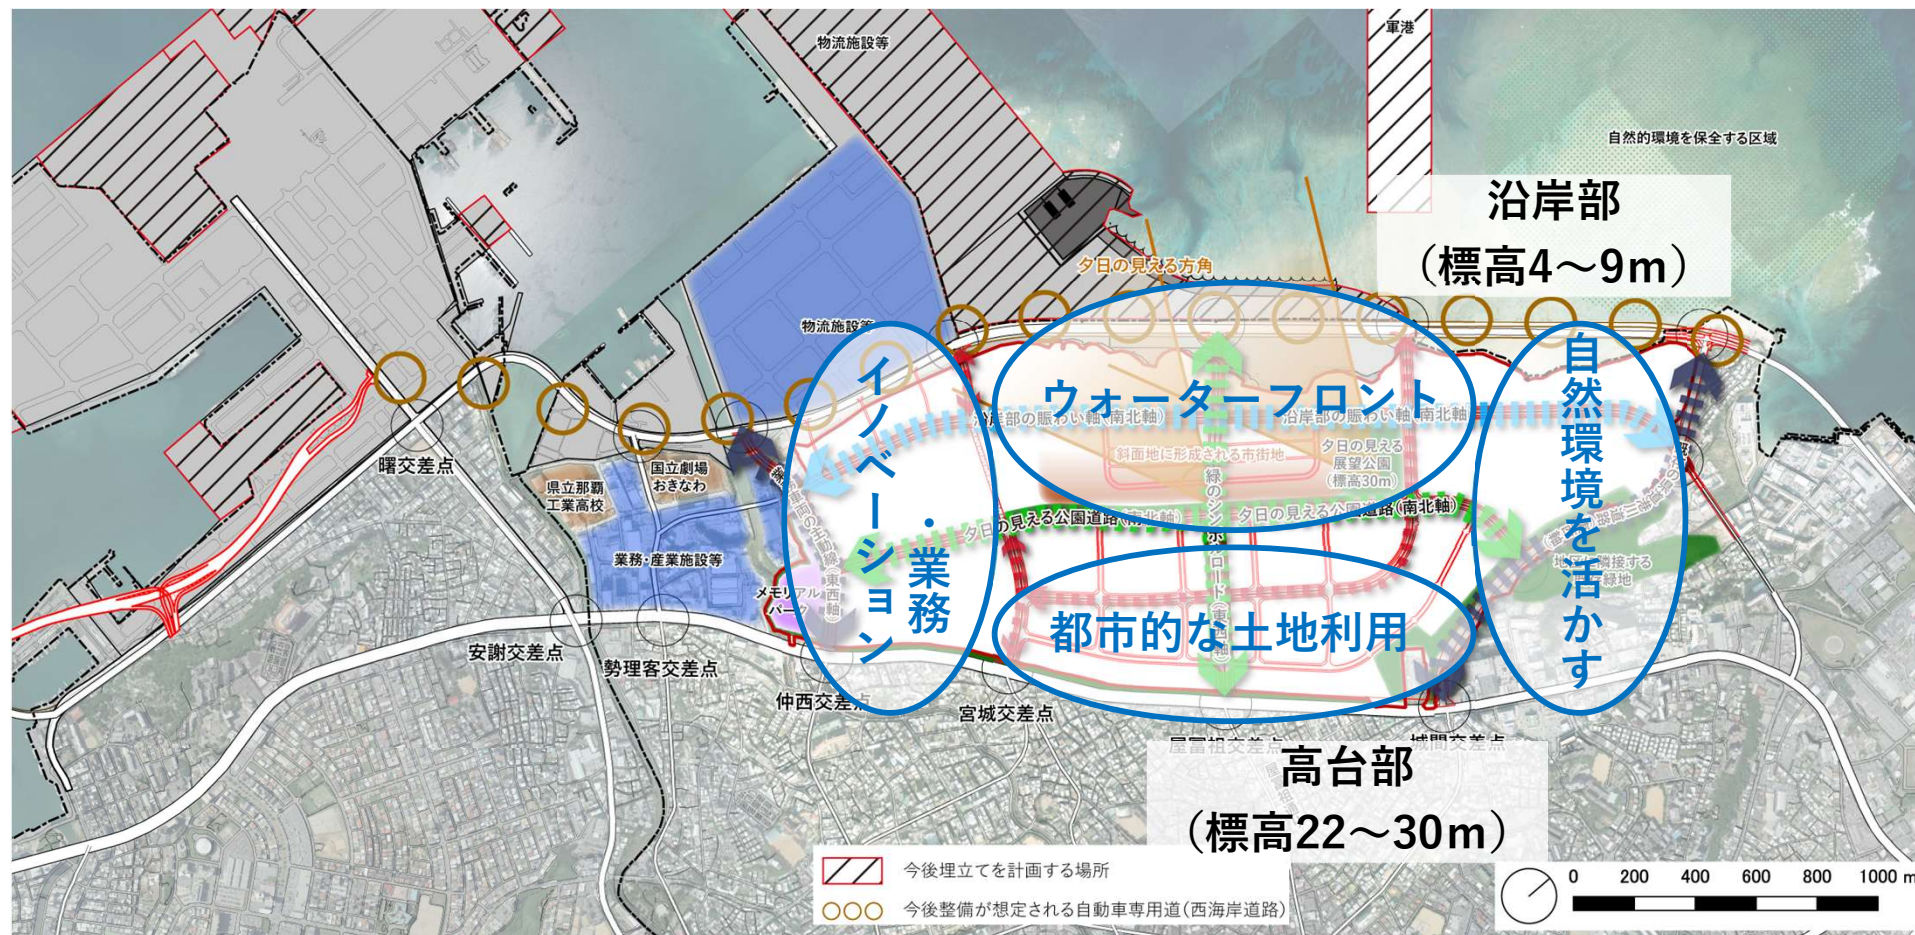 物流施設等
軍港
自然的環境を保全する区域
沿岸部
（標高4～9m）
夕日の見える方角
物流施設等
イノベーション
・業務
ウォーターフロント
自然環境を活かす
沿岸部の賑わい軸（南北軸）
沿岸部の賑わい軸（南北軸）
斜面地に形成される市街地
夕日の見える
展望公園
（標高30m）
曙交差点
国立劇場
おきなわ
県立那覇
工業高校
業務・産業施設等
メモリアル
パーク
夕日の見える公園道路（南北軸）
夕日の見える公園道路（南北軸）
緑のシンボルロード（東西軸）
都市的な土地利用
安謝交差点
勢理客交差点
仲西交差点
宮城交差点
屋富祖交差点
城間交差点
高台部
（標高22～30m）
今後埋立てを計画する場所
今後整備が想定される自動車専用道（西海岸道路）
0 200 400 600 800 1000 m